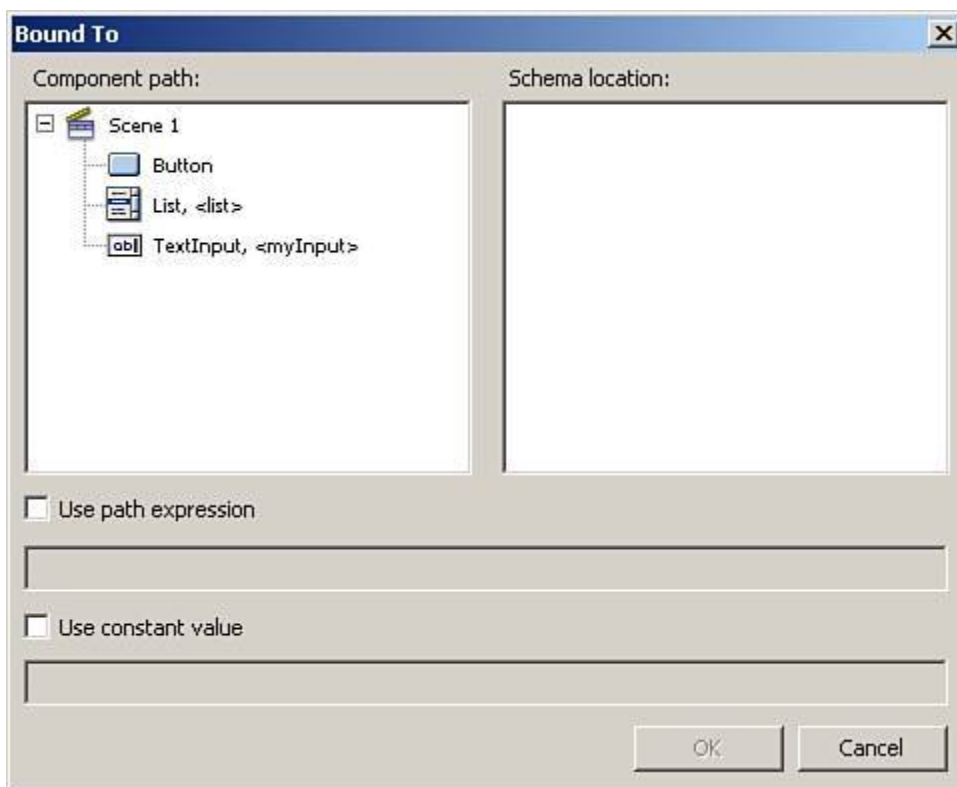 Bound To
Component path:
Schema location:
Scene 1
Button
List, <list>
abl TextInput, <myInput>
Use path expression
Use constant value
OK
Cancel